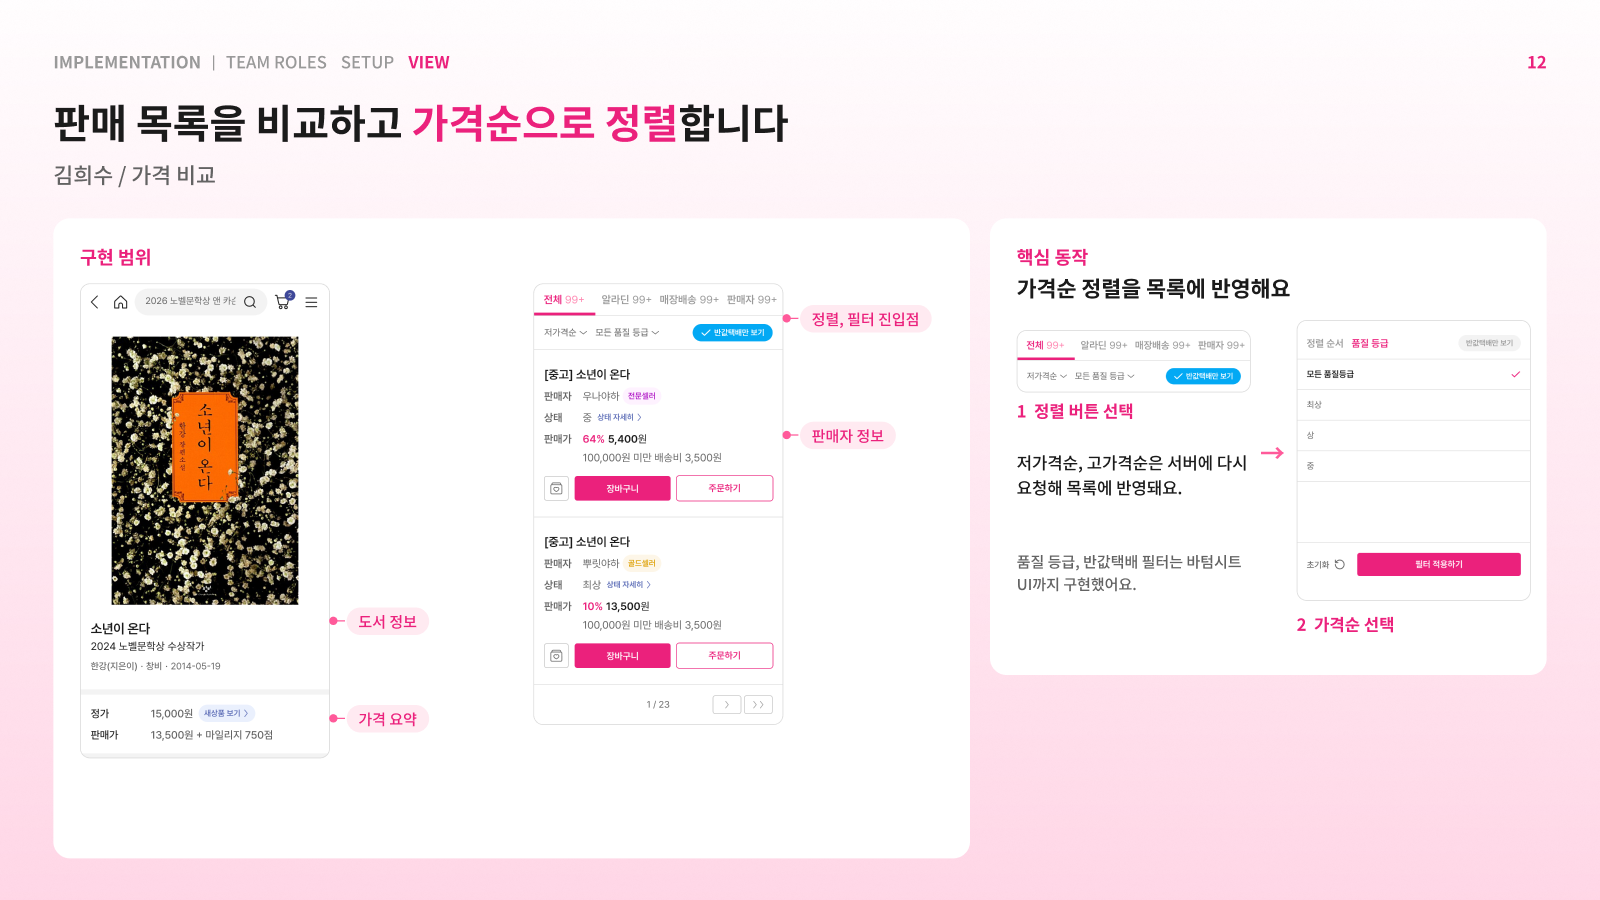 IMPLEMENTATION | TEAM ROLES SETUP VIEW
12
판매 목록을 비교하고 가격순으로 정렬합니다
김희수 / 가격 비교
구현 범위
2026 노벨문학상 앤 카슨
2
소년이 온다
한강 장편소설
소년이 온다
2024 노벨문학상 수상작가
한강(지은이) · 창비 · 2014-05-19
정가 15,000원 새상품 보기 >
판매가 13,500원 + 마일리지 750점
도서 정보
가격 요약
전체 99+ 알라딘 99+ 매장배송 99+ 판매자 99+
저가격순 모든 품질 등급 반값택배만 보기
[중고] 소년이 온다
판매자 우나야하 전문셀러
상태 중 상태 자세히 >
판매가 64% 5,400원
100,000원 미만 배송비 3,500원
장바구니 주문하기
[중고] 소년이 온다
판매자 뿌릿야하 골드셀러
상태 최상 상태 자세히 >
판매가 10% 13,500원
100,000원 미만 배송비 3,500원
장바구니 주문하기
1 / 23
정렬, 필터 진입점
판매자 정보
핵심 동작
가격순 정렬을 목록에 반영해요
전체 99+ 알라딘 99+ 매장배송 99+ 판매자 99+
저가격순 모든 품질 등급 반값택배만 보기
1 정렬 버튼 선택
저가격순, 고가격순은 서버에 다시
요청해 목록에 반영돼요.
품질 등급, 반값택배 필터는 바텀시트
UI까지 구현했어요.
정렬 순서 품질 등급 반값택배만 보기
모든 품질등급
최상
상
중
초기화 필터 적용하기
2 가격순 선택